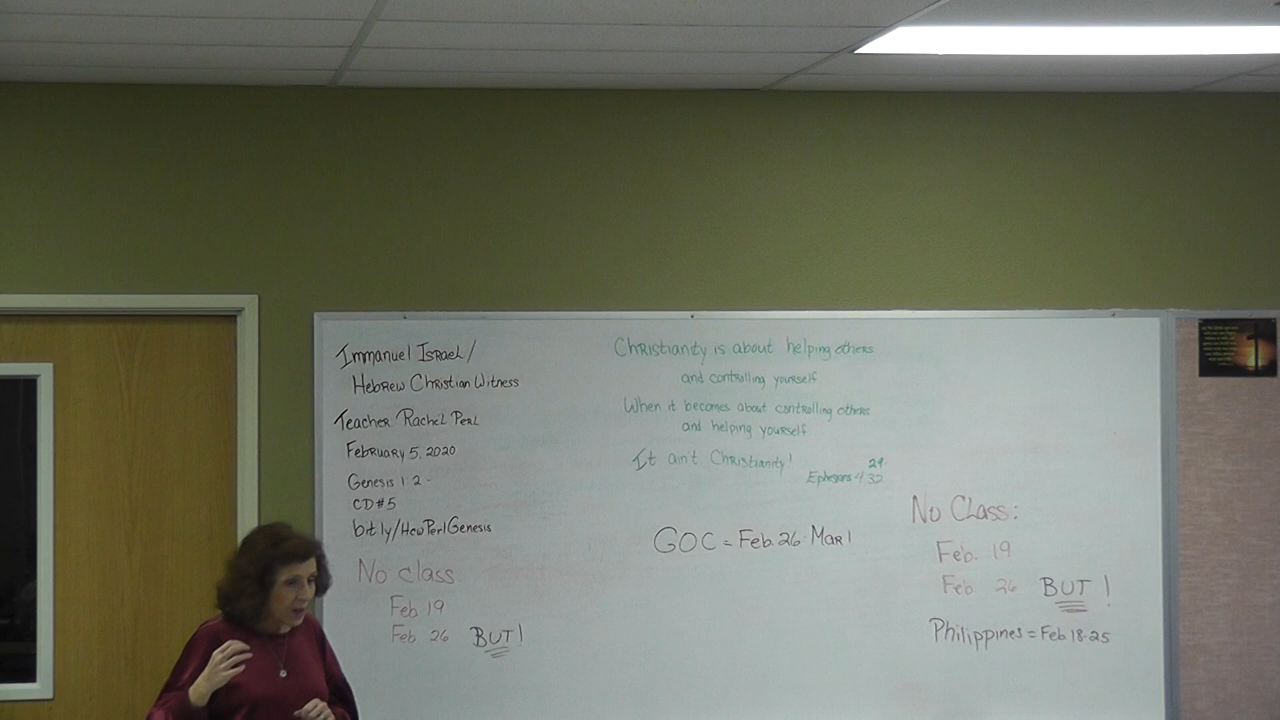 Immanuel Israel/
Hebrew Christian Witness
Teacher Rachel Perl
February 5, 2020
Genesis 1:2-
CD#5
bit.ly/HcwPerlGenesis
No class
Feb 19
Feb 26 BUT!
Christianity is about helping others
and controlling yourself
When it becomes about controlling others
and helping yourself
It ain't Christianity!
Ephesians 4:32
29
GOC = Feb. 26-Mar 1
No Class:
Feb. 19
Feb. 26 BUT!
Philippines = Feb 18-25